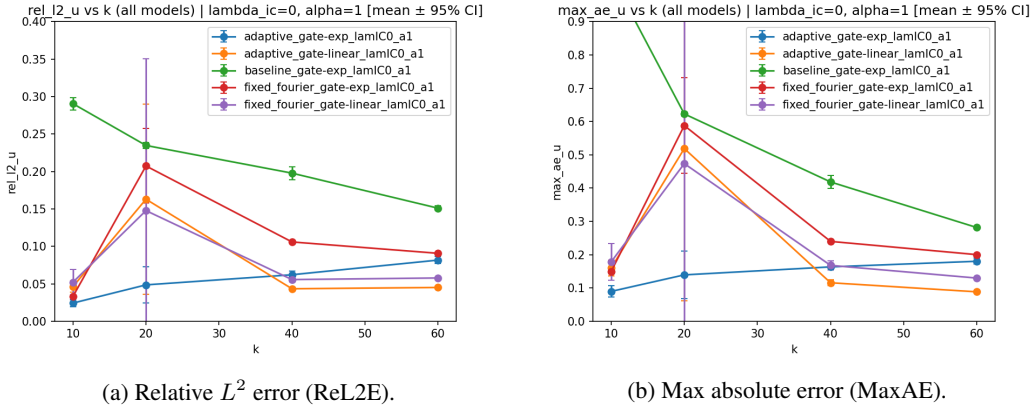 rel_l2_u vs k (all models) | lambda_ic=0, alpha=1 [mean ± 95% CI]
0.40
0.35
0.30
0.25
0.20
0.15
0.10
0.05
0.00
rel_l2_u
adaptive_gate-exp_lamIC0_a1
adaptive_gate-linear_lamIC0_a1
baseline_gate-exp_lamIC0_a1
fixed_fourier_gate-exp_lamIC0_a1
fixed_fourier_gate-linear_lamIC0_a1
10 20 30 40 50 60
k
(a) Relative L² error (ReL2E).
max_ae_u vs k (all models) | lambda_ic=0, alpha=1 [mean ± 95% CI]
0.9
0.8
0.7
0.6
0.5
0.4
0.3
0.2
0.1
0.0
max_ae_u
adaptive_gate-exp_lamIC0_a1
adaptive_gate-linear_lamIC0_a1
baseline_gate-exp_lamIC0_a1
fixed_fourier_gate-exp_lamIC0_a1
fixed_fourier_gate-linear_lamIC0_a1
10 20 30 40 50 60
k
(b) Max absolute error (MaxAE).